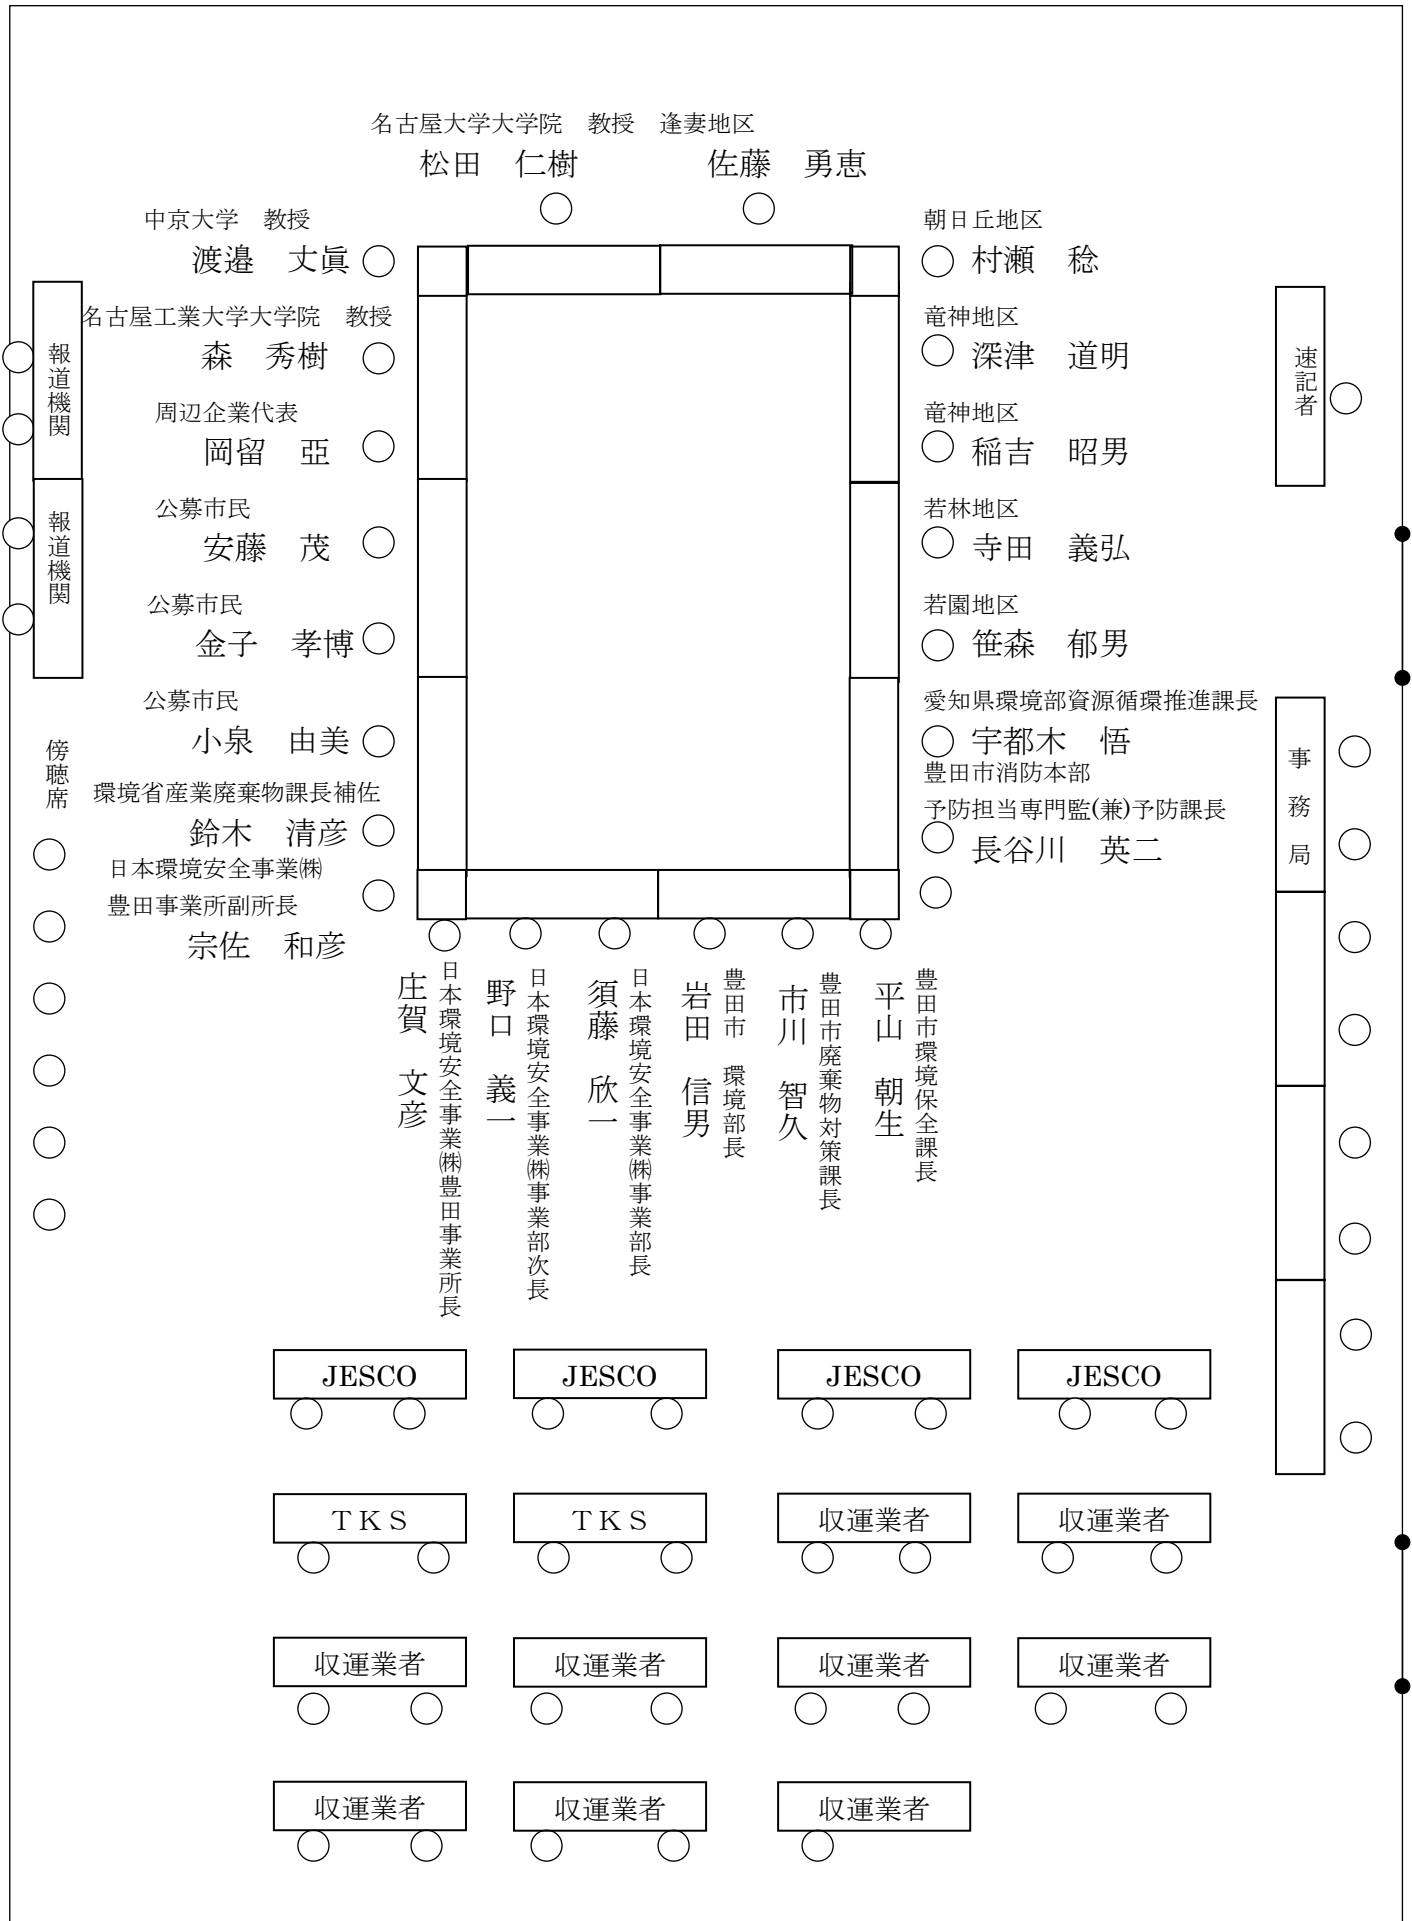 名古屋大学大学院　教授　逢妻地区
松田　仁樹　佐藤　勇恵
中京大学　教授
渡邉　丈眞
名古屋工業大学大学院　教授
森　秀樹
周辺企業代表
岡留　亞
公募市民
安藤　茂
公募市民
金子　孝博
公募市民
小泉　由美
環境省産業廃棄物課長補佐
鈴木　清彦
日本環境安全事業㈱
豊田事業所副所長
宗佐　和彦
朝日丘地区
村瀬　稔
竜神地区
深津　道明
竜神地区
稲吉　昭男
若林地区
寺田　義弘
若園地区
笹森　郁男
愛知県環境部資源循環推進課長
宇都木　悟
豊田市消防本部
予防担当専門監(兼)予防課長
長谷川　英二
報道機関
報道機関
傍聴席
速記者
事務局
日本環境安全事業㈱豊田事業所長
庄賀　文彦
日本環境安全事業㈱事業部次長
野口　義一
日本環境安全事業㈱事業部長
須藤　欣一
豊田市　環境部長
岩田　信男
豊田市廃棄物対策課長
市川　智久
豊田市環境保全課長
平山　朝生
JESCO
JESCO
JESCO
JESCO
ＴＫＳ
ＴＫＳ
収運業者
収運業者
収運業者
収運業者
収運業者
収運業者
収運業者
収運業者
収運業者